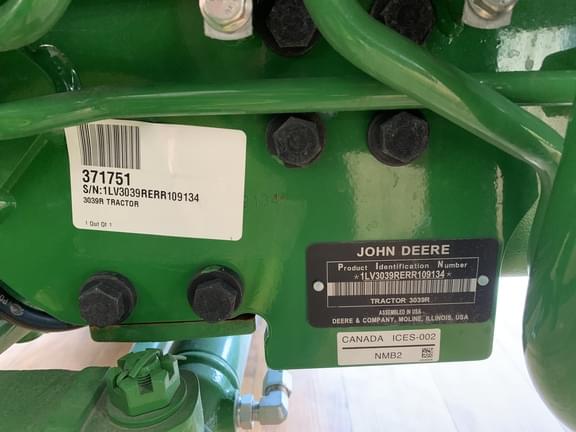 371751
S/N:1LV3039RERR109134
3039R TRACTOR
1 Out Of 1
JOHN DEERE
Product Identification Number
*1LV3039RERR109134*
TRACTOR 3039R
ASSEMBLED IN USA
DEERE & COMPANY, MOLINE, ILLINOIS, USA
CANADA ICES-002
NMB2